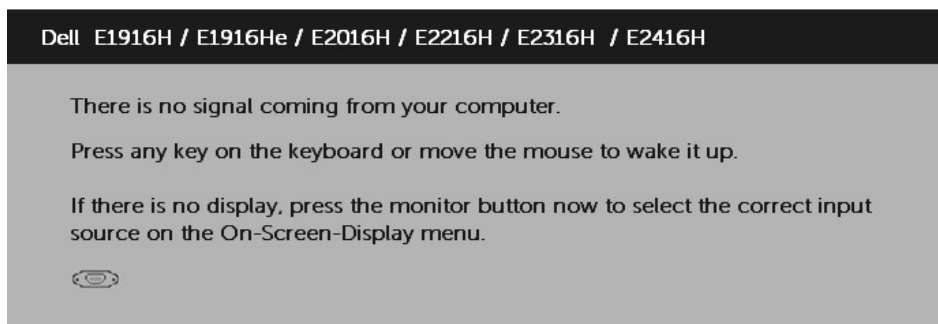 Dell E1916H / E1916He / E2016H / E2216H / E2316H / E2416H
There is no signal coming from your computer.
Press any key on the keyboard or move the mouse to wake it up.
If there is no display, press the monitor button now to select the correct input
source on the On-Screen-Display menu.